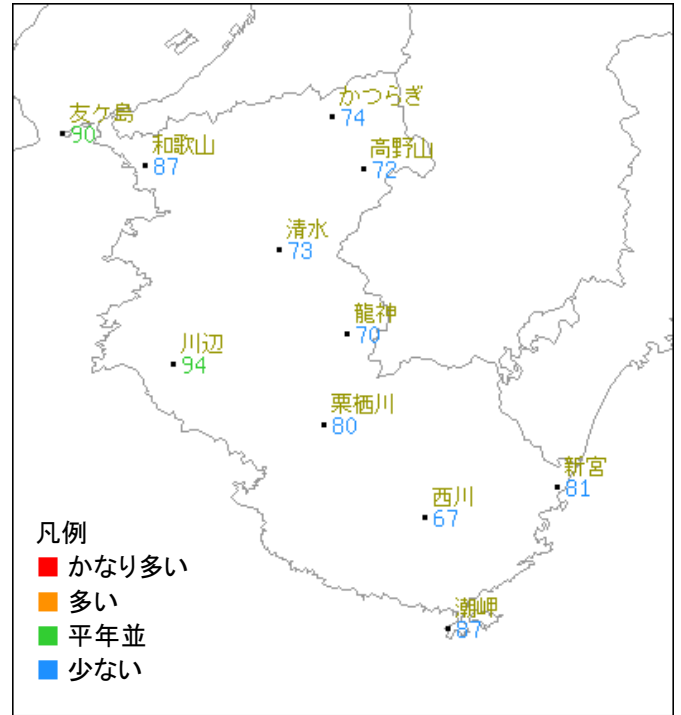 かつらぎ
74
友ケ島
90
和歌山
87
高野山
72
清水
73
龍神
70
川辺
94
栗栖川
80
新宮
81
西川
67
潮岬
87
凡例
かなり多い
多い
平年並
少ない